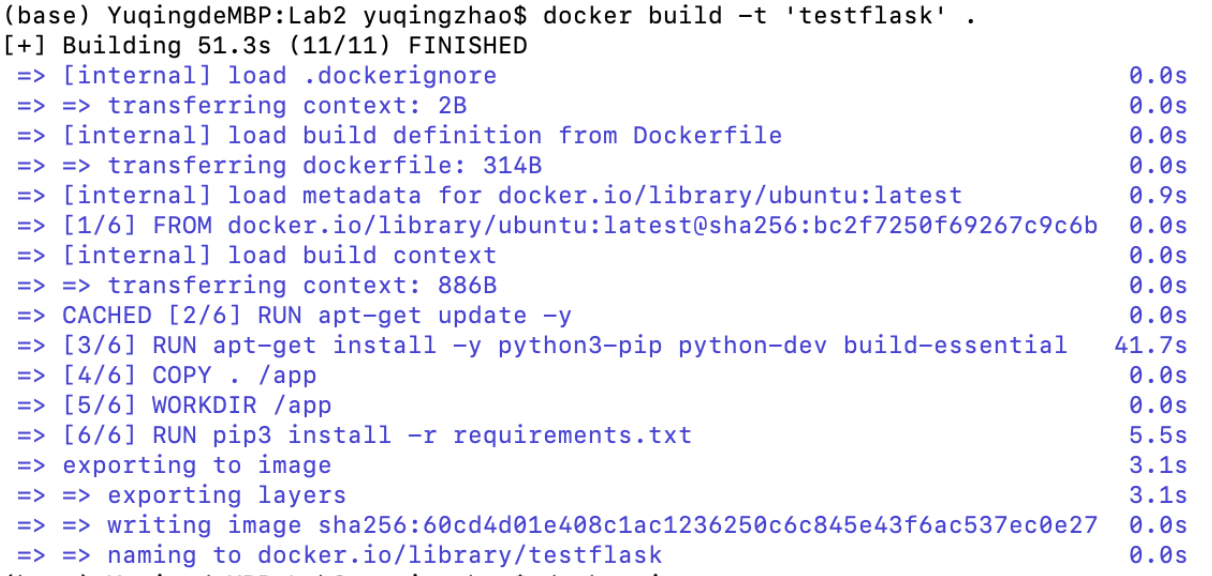 (base) YuqingdeMBP:Lab2 yuqingzhao$ docker build -t 'testflask' .
[+] Building 51.3s (11/11) FINISHED
=> [internal] load .dockerignore 0.0s
=> => transferring context: 2B 0.0s
=> [internal] load build definition from Dockerfile 0.0s
=> => transferring dockerfile: 314B 0.0s
=> [internal] load metadata for docker.io/library/ubuntu:latest 0.9s
=> [1/6] FROM docker.io/library/ubuntu:latest@sha256:bc2f7250f69267c9c6b 0.0s
=> [internal] load build context 0.0s
=> => transferring context: 886B 0.0s
=> CACHED [2/6] RUN apt-get update -y 0.0s
=> [3/6] RUN apt-get install -y python3-pip python-dev build-essential 41.7s
=> [4/6] COPY . /app 0.0s
=> [5/6] WORKDIR /app 0.0s
=> [6/6] RUN pip3 install -r requirements.txt 5.5s
=> exporting to image 3.1s
=> => exporting layers 3.1s
=> => writing image sha256:60cd4d01e408c1ac1236250c6c845e43f6ac537ec0e27 0.0s
=> => naming to docker.io/library/testflask 0.0s